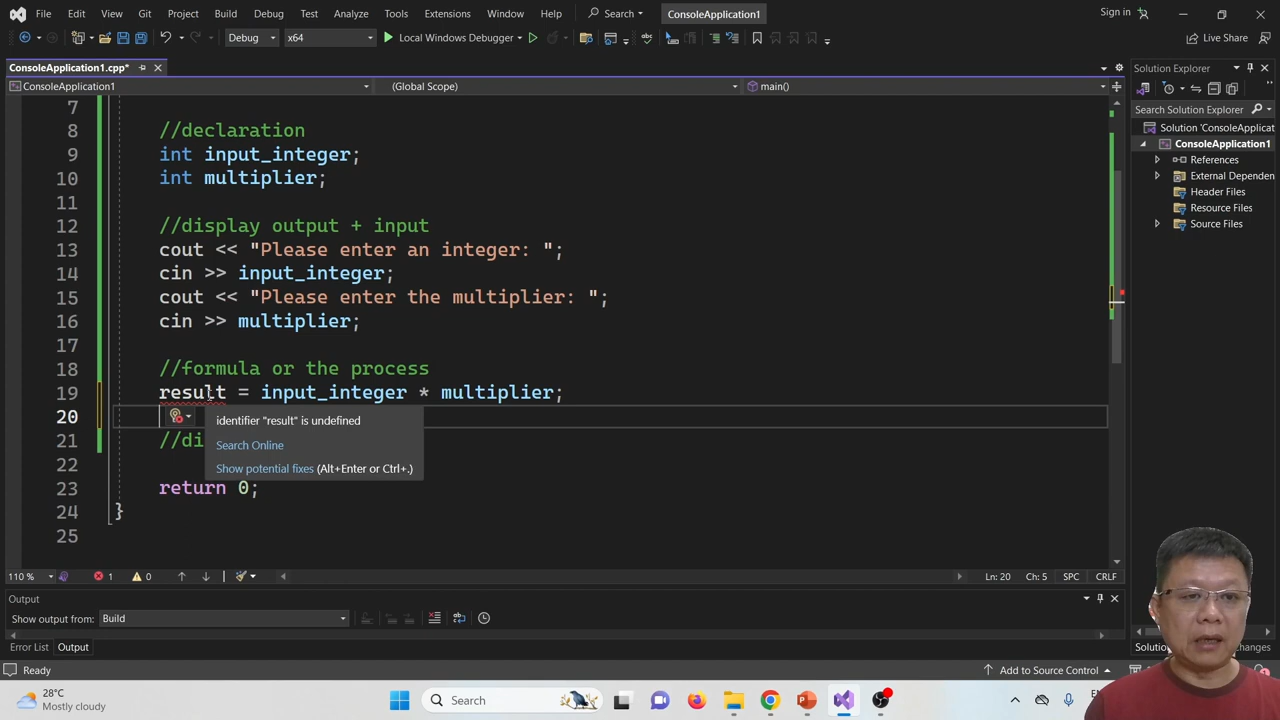 File Edit View Git Project Build Debug Test Analyze Tools Extensions Window Help Search ConsoleApplication1 Sign in
Debug x64 Local Windows Debugger Live Share
ConsoleApplication1.cpp* Solution Explorer
ConsoleApplication1 (Global Scope) main()
Search Solution Explorer
Solution 'ConsoleApplicat
ConsoleApplication1
References
External Dependen
Header Files
Resource Files
Source Files
7
8 //declaration
9 int input_integer;
10 int multiplier;
11
12 //display output + input
13 cout << "Please enter an integer: ";
14 cin >> input_integer;
15 cout << "Please enter the multiplier: ";
16 cin >> multiplier;
17
18 //formula or the process
19 result = input_integer * multiplier;
20
identifier "result" is undefined
21 //di
Search Online
22
Show potential fixes (Alt+Enter or Ctrl+.)
23 return 0;
24 }
25
110 % 1 0 Ln: 20 Ch: 5 SPC CRLF
Output
Show output from: Build
Error List Output Solutio hanges
Ready Add to Source Control
28°C
Mostly cloudy
Search